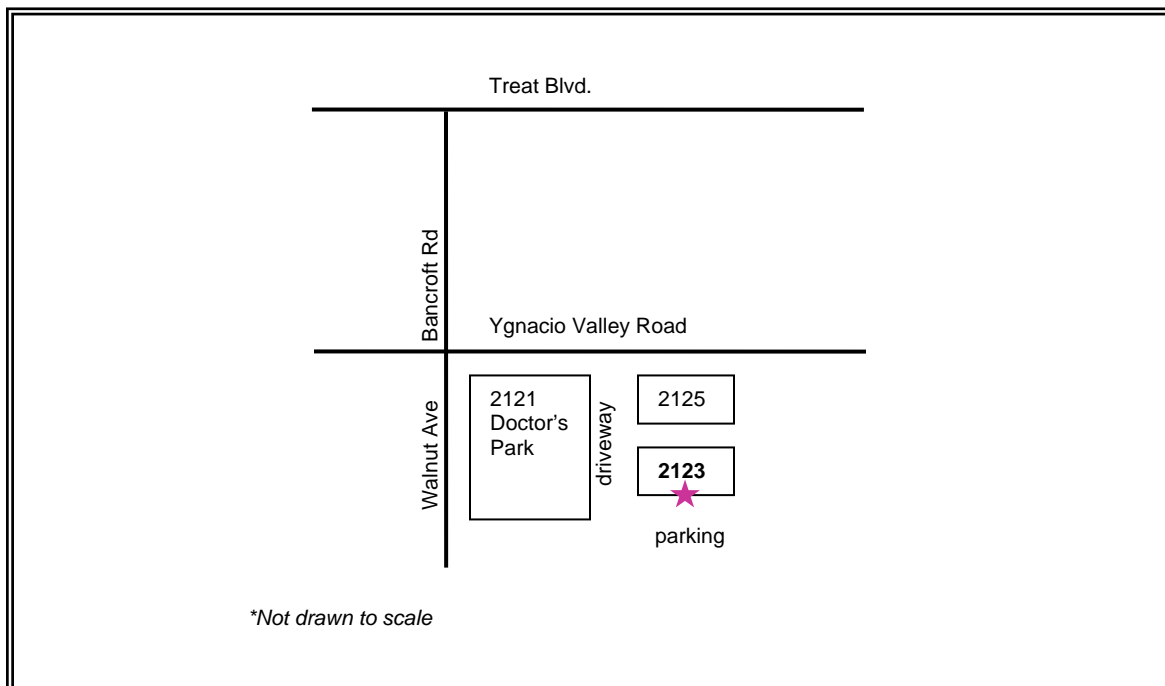 Treat Blvd.
Bancroft Rd
Ygnacio Valley Road
Walnut Ave
2121
Doctor’s
Park
driveway
2125
2123
parking
*Not drawn to scale